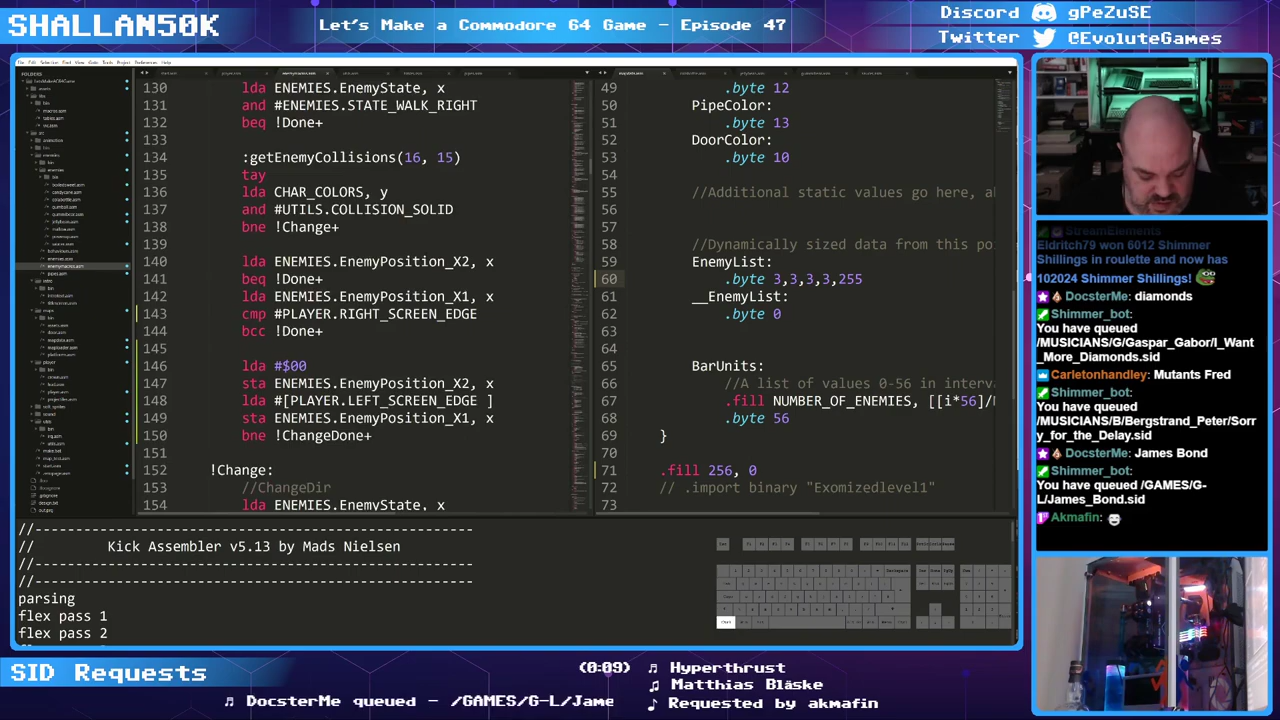 SHALLAN50K
Let's Make a Commodore 64 Game - Episode 47
Discord gPeZuSE
Twitter @EvoluteGames
FOLDERS
130 lda ENEMIES.EnemyState, x
131 and #ENEMIES.STATE_WALK_RIGHT
132 beq !Done+
133
134 :getEnemyCollisions(16, 15)
135 tay
136 lda CHAR_COLORS, y
137 and #UTILS.COLLISION_SOLID
138 bne !Change+
139
140 lda ENEMIES.EnemyPosition_X2, x
141 beq !Done+
142 lda ENEMIES.EnemyPosition_X1, x
143 cmp #PLAYER.RIGHT_SCREEN_EDGE
144 bcc !Done+
145
146 lda #$00
147 sta ENEMIES.EnemyPosition_X2, x
148 lda #[PLAYER.LEFT_SCREEN_EDGE ]
149 sta ENEMIES.EnemyPosition_X1, x
150 bne !ChangeDone+
151
152 !Change:
153 //ChangeDir
154 lda ENEMIES.EnemyState, x
49 .byte 12
50 PipeColor:
51 .byte 13
52 DoorColor:
53 .byte 10
54
55 //Additional static values go here, al
56
57
58 //Dynamically sized data from this poi
59 EnemyList:
60 .byte 3,3,3,3,3,255
61 __EnemyList:
62 .byte 0
63
64
65 BarUnits:
66 //List of values 0-56 in interva
67 .fill NUMBER_OF_ENEMIES, [[i*56]/N
68 .byte 56
69 }
70
71 .fill 256, 0
72 // .import binary "Exomizedlevel1"
73
//------------------------------------------------------
// Kick Assembler v5.13 by Mads Nielsen
//------------------------------------------------------
//------------------------------------------------------
parsing
flex pass 1
flex pass 2
StreamElements
Eldritch79 won 6012 Shimmer
Shillings in roulette and now has
102024 Shimmer Shillings!
DocsterMe: diamonds
Shimmer_bot:
You have queued
/MUSICIANS/G/Gaspar_Gabor/I_Want
_More_Diamonds.sid
Carletonhandley: Mutants Fred
Shimmer_bot:
You have queued
/MUSICIANS/B/Bergstrand_Peter/Sorr
y_for_the_Delay.sid
DocsterMe: James Bond
Shimmer_bot:
You have queued /GAMES/G-
L/James_Bond.sid
Akmafin:
SID Requests
DocsterMe queued - /GAMES/G-L/Jame
(0:09) Hyperthrust
Matthias Bläske
Requested by akmafin